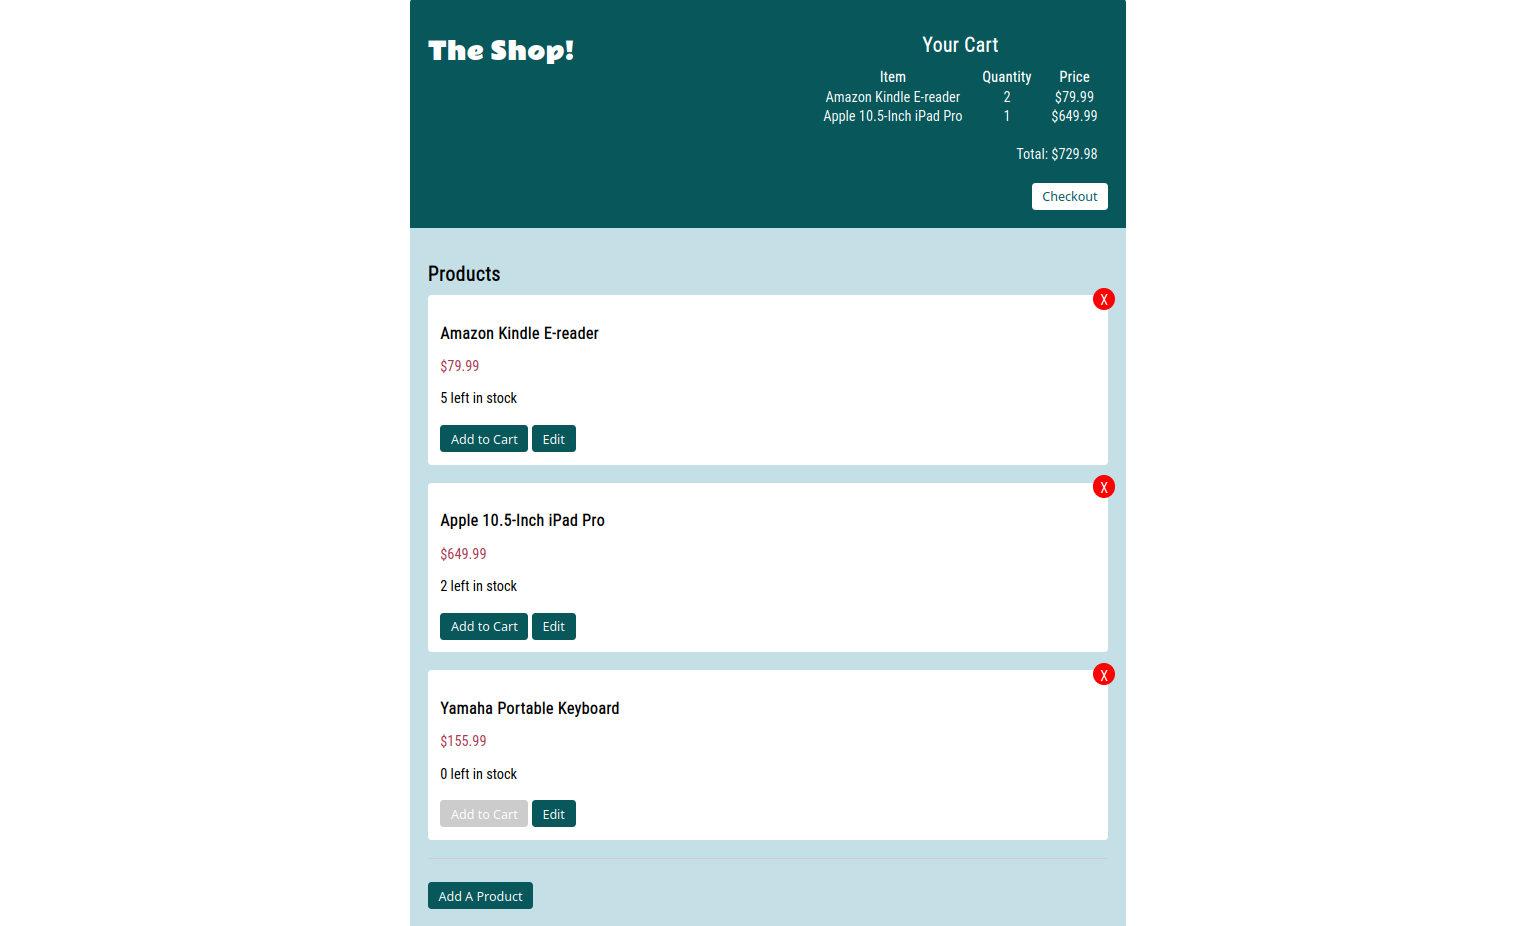 The Shop!
Your Cart
Item Quantity Price
Amazon Kindle E-reader 2 $79.99
Apple 10.5-Inch iPad Pro 1 $649.99
Total: $729.98
Checkout
Products
X
Amazon Kindle E-reader
$79.99
5 left in stock
Add to Cart Edit
X
Apple 10.5-Inch iPad Pro
$649.99
2 left in stock
Add to Cart Edit
X
Yamaha Portable Keyboard
$155.99
0 left in stock
Add to Cart Edit
Add A Product